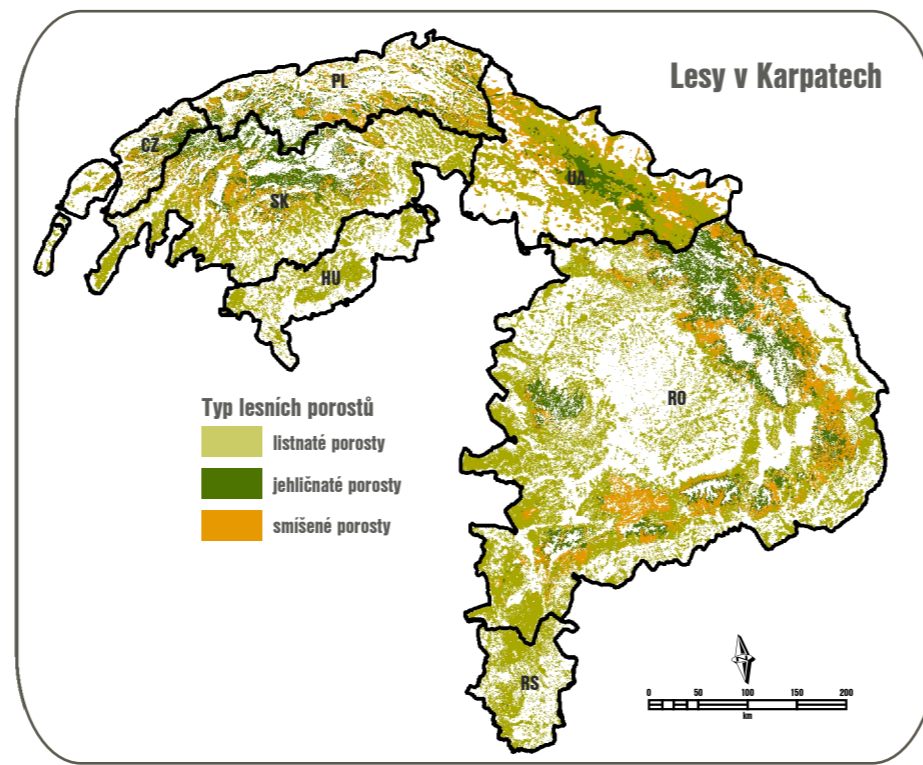 Lesy v Karpatech
PL
CZ
UA
SK
HU
RO
Typ lesních porostů
listnaté porosty
jehličnaté porosty
smíšené porosty
RS
0 50 100 150 200
km